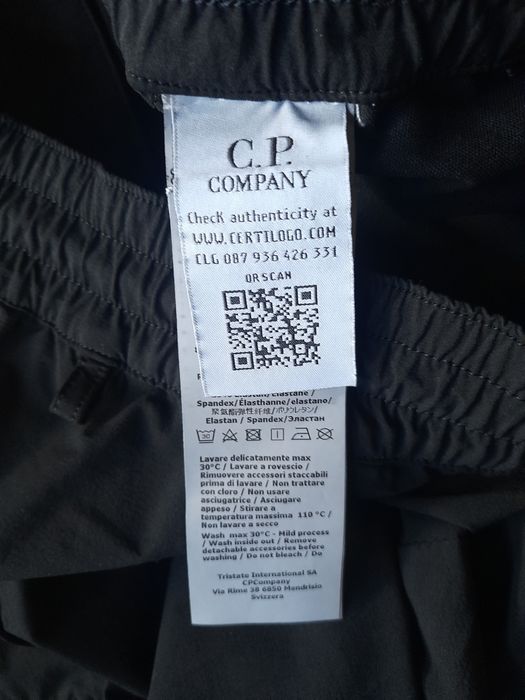 C.P.
COMPANY
Check authenticity at
WWW.CERTILOGO.COM
CLG 087 936 426 331
QRSCAN
Elastan/Elastane /
Spandex/Élasthanne/elastano/
聚氨酯弹性纤维/ポリウレタン/
Elastan / Spandex/Эластан
30
Lavare delicatamente max
30°C / Lavare a rovescio /
Rimuovere accessori staccabili
prima di lavare / Non trattare
con cloro / Non usare
asciugatrice / Asciugare
appeso / Stirare a
temperatura massima 110 °C /
Non lavare a secco
Wash max 30°C - Mild process
/ Wash inside out / Remove
detachable accessories before
washing / Do not bleach / Do
Tristate International SA
CPCompany
Via Rime 38 6850 Mendrisio
Svizzera